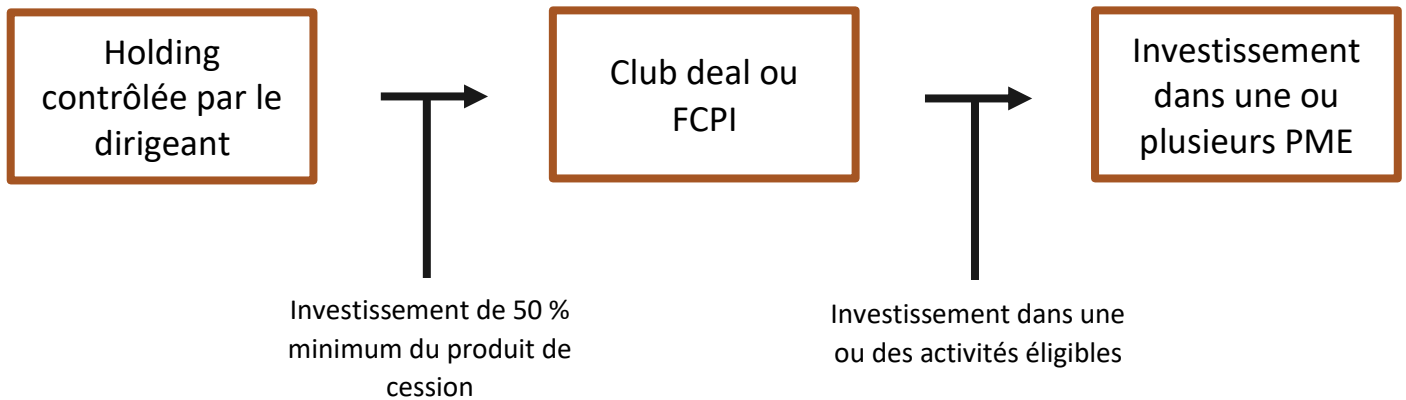 Holding
contrôlée par le
dirigeant
Club deal ou
FCPI
Investissement
dans une ou
plusieurs PME
Investissement de 50 %
minimum du produit de
cession
Investissement dans une
ou des activités éligibles